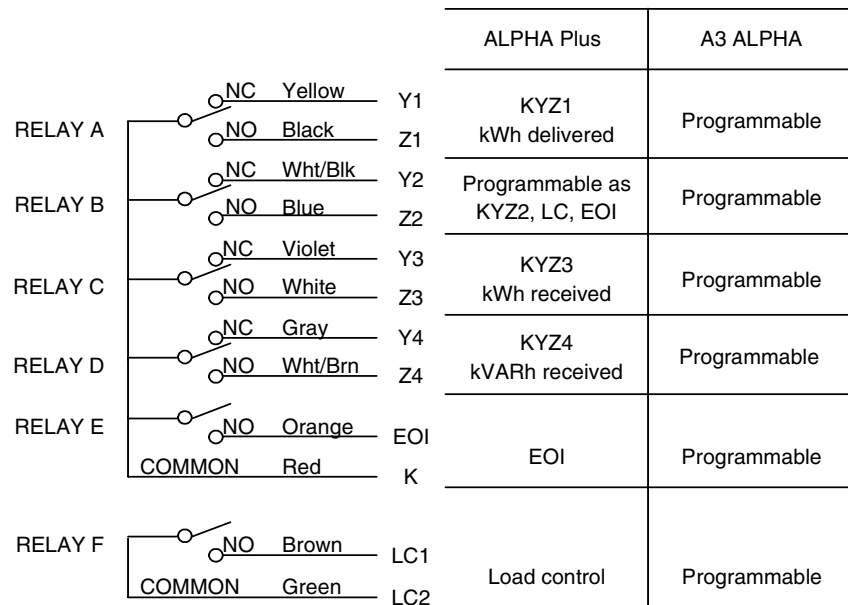 ALPHA Plus A3 ALPHA
NC Yellow Y1
RELAY A KYZ1 Programmable
NO Black Z1 kWh delivered
NC Wht/Blk Y2 Programmable as
RELAY B Programmable
NO Blue Z2 KYZ2, LC, EOI
NC Violet Y3 KYZ3
RELAY C Programmable
NO White Z3 kWh received
NC Gray Y4 KYZ4
RELAY D Programmable
NO Wht/Brn Z4 kVARh received
RELAY E
NO Orange EOI
EOI Programmable
COMMON Red K
RELAY F
NO Brown LC1
Load control Programmable
COMMON Green LC2